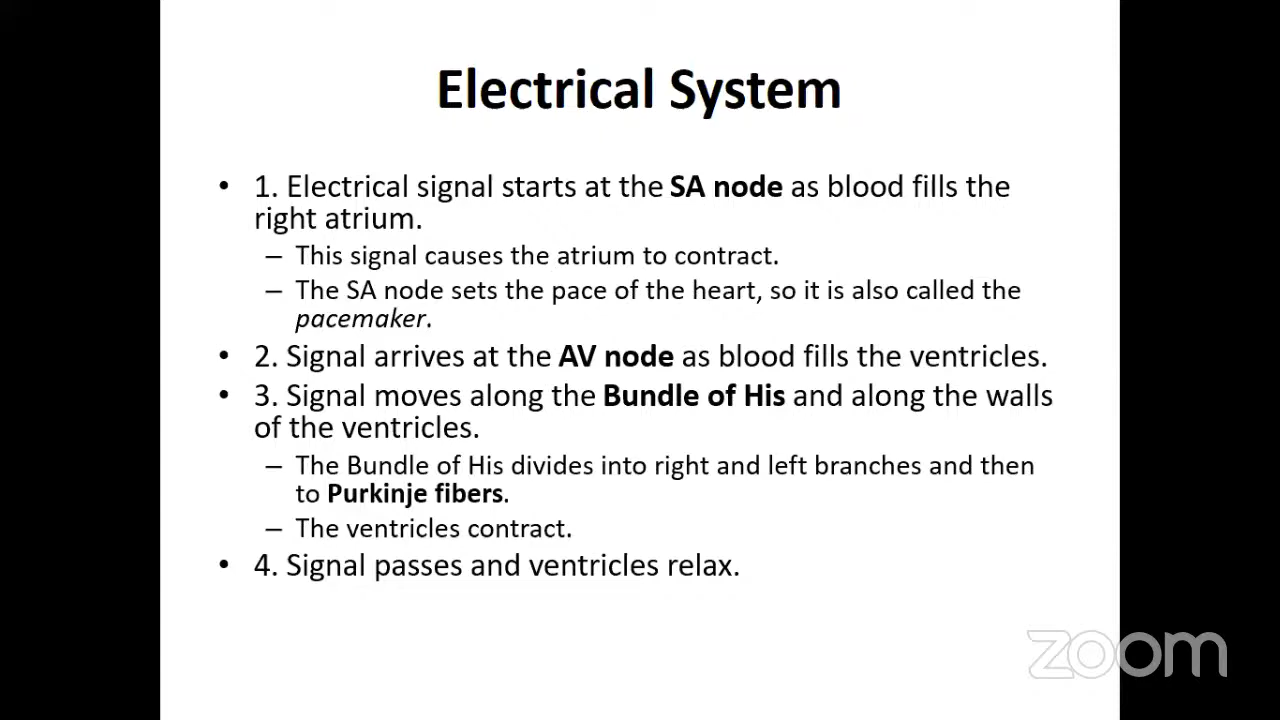 Electrical System
• 1. Electrical signal starts at the SA node as blood fills the
right atrium.
– This signal causes the atrium to contract.
– The SA node sets the pace of the heart, so it is also called the
pacemaker.
• 2. Signal arrives at the AV node as blood fills the ventricles.
• 3. Signal moves along the Bundle of His and along the walls
of the ventricles.
– The Bundle of His divides into right and left branches and then
to Purkinje fibers.
– The ventricles contract.
• 4. Signal passes and ventricles relax.
zoom